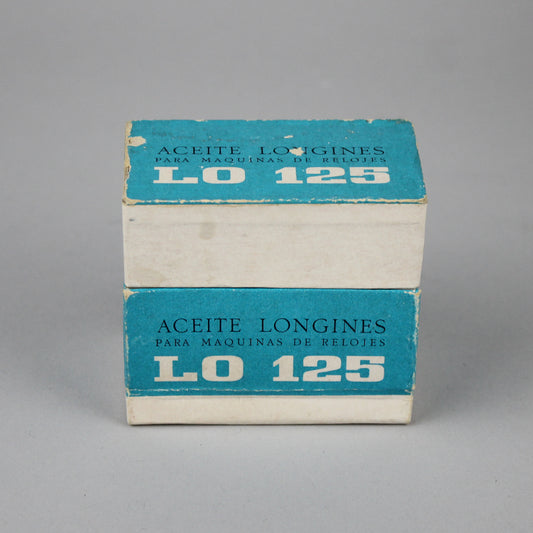 ACEITE LONGINES
PARA MAQUINAS DE RELOJES
LO 125
ACEITE LONGINES
PARA MAQUINAS DE RELOJES
LO 125